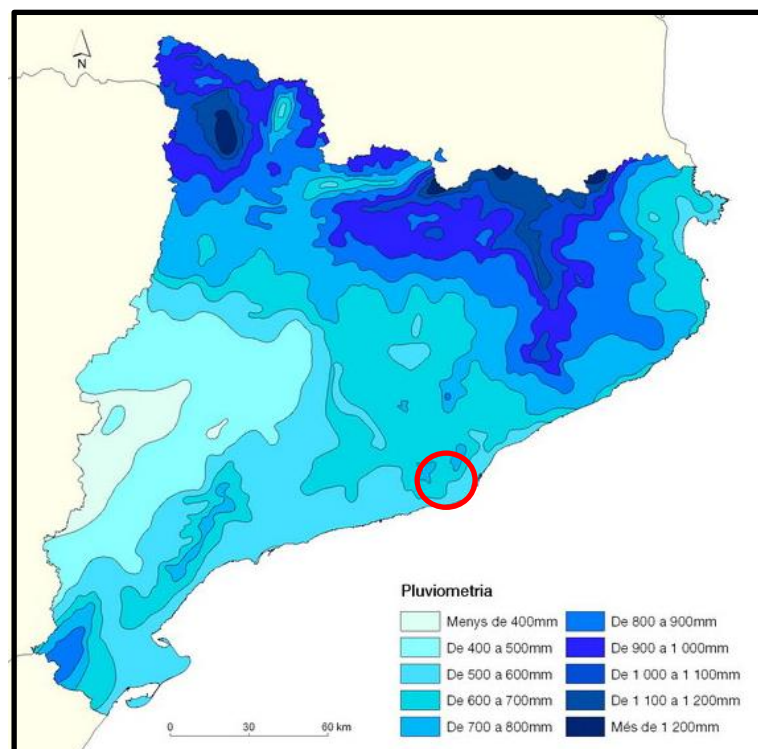 N
Pluviometria
Menys de 400mm
De 400 a 500mm
De 500 a 600mm
De 600 a 700mm
De 700 a 800mm
De 800 a 900mm
De 900 a 1 000mm
De 1 000 a 1 100mm
De 1 100 a 1 200mm
Més de 1 200mm
0 30 60 km